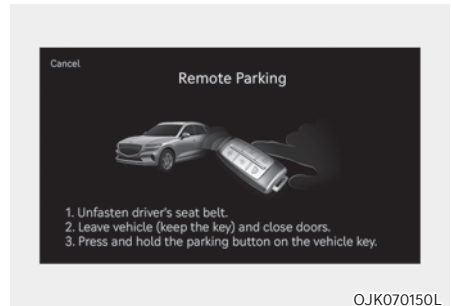 Cancel
Remote Parking
1. Unfasten driver's seat belt.
2. Leave vehicle (keep the key) and close doors.
3. Press and hold the parking button on the vehicle key.
OJK070150L